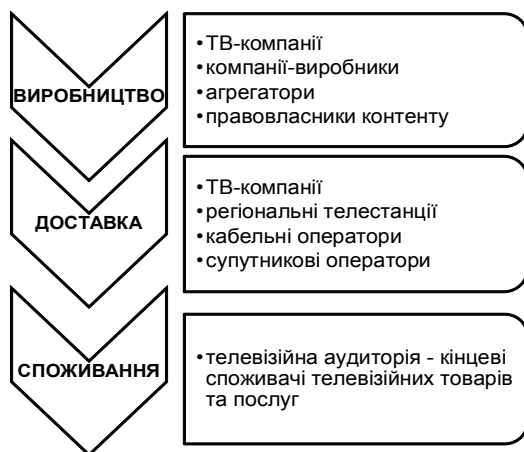 ВИРОБНИЦТВО
•ТВ-компанії
•компанії-виробники
•агрегатори
•правовласники контенту
ДОСТАВКА
•ТВ-компанії
•регіональні телестанції
•кабельні оператори
•супутникові оператори
СПОЖИВАННЯ
•телевізійна аудиторія - кінцеві
споживачі телевізійних товарів
та послуг